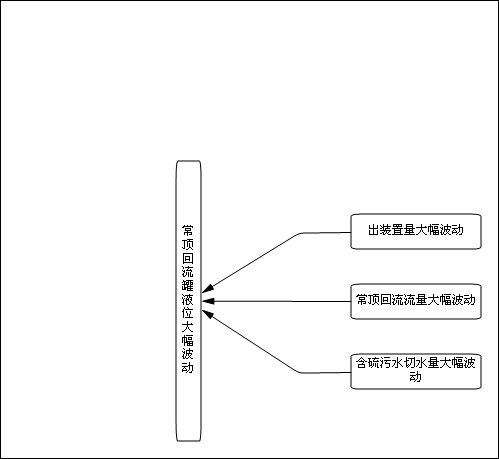 常顶回流罐液位大幅波动
出装置量大幅波动
常顶回流流量大幅波动
含硫污水切水量大幅波
动